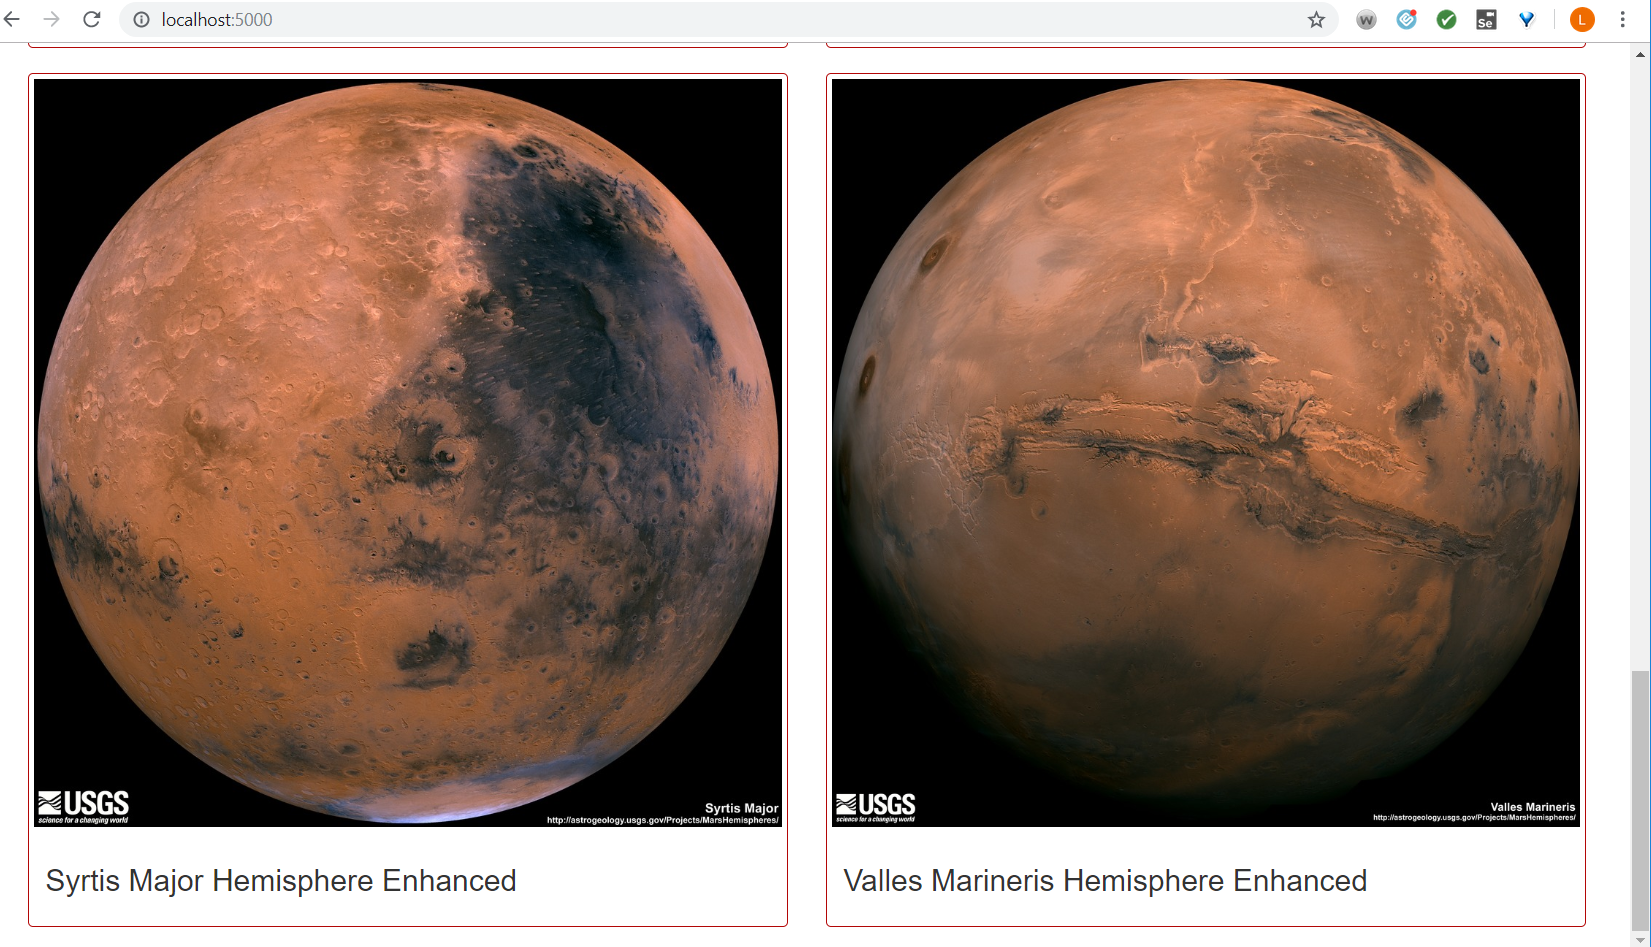 localhost:5000
W
Se
L
USGS
science for a changing world
Syrtis Major
http://astrogeology.usgs.gov/Projects/MarsHemispheres/
Syrtis Major Hemisphere Enhanced
USGS
science for a changing world
Valles Marineris
http://astrogeology.usgs.gov/Projects/MarsHemispheres/
Valles Marineris Hemisphere Enhanced